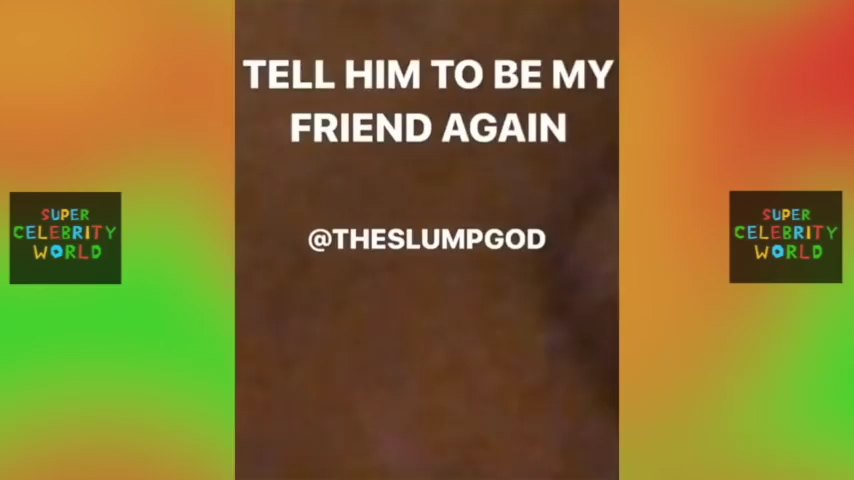 TELL HIM TO BE MY
FRIEND AGAIN
@THESLUMPGOD
SUPER
CELEBRITY
WORLD
SUPER
CELEBRITY
WORLD